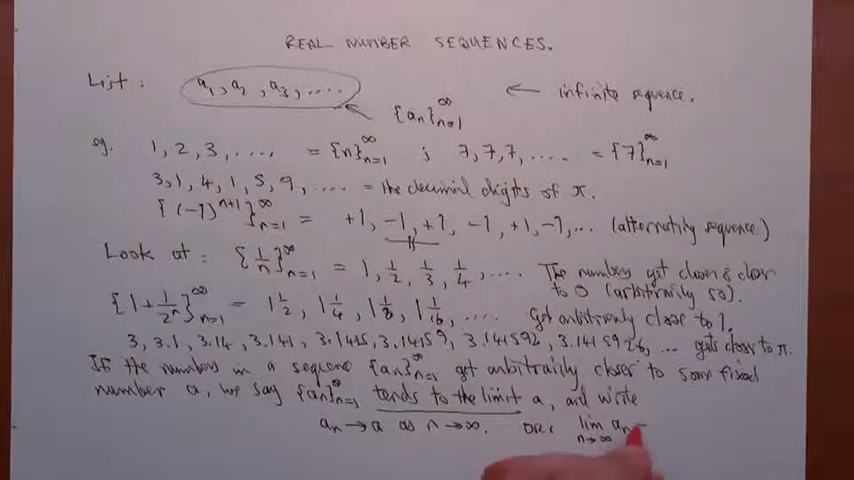 REAL NUMBER SEQUENCES.
List: a₁, a₂, a₃, .... ← infinite sequence.
{aₙ}ₙ₌₁^∞
eg. 1, 2, 3, .... = {n}ₙ₌₁^∞ ; 7, 7, 7, .... = {7}ₙ₌₁^∞
3, 1, 4, 1, 5, 9, .... = the decimal digits of π.
{(-1)ⁿ⁺¹}ₙ₌₁^∞ = +1, -1, +1, -1, +1, -1, ... (alternating sequence)
Look at: {1/n}ₙ₌₁^∞ = 1, 1/2, 1/3, 1/4, .... The numbers get closer & closer
to 0 (arbitrarily so).
{1+1/2ⁿ}ₙ₌₁^∞ = 1 1/2, 1 1/4, 1 1/8, 1 1/16, .... get arbitrarily close to 1.
3, 3.1, 3.14, 3.141, 3.1415, 3.14159, 3.141592, 3.1415926, ... gets closer to π.
If the numbers in a sequence {aₙ}ₙ₌₁^∞ get arbitrarily closer to some fixed
number a, we say {aₙ}ₙ₌₁^∞ tends to the limit a, and write
aₙ → a as n → ∞. OR: lim n→∞ aₙ